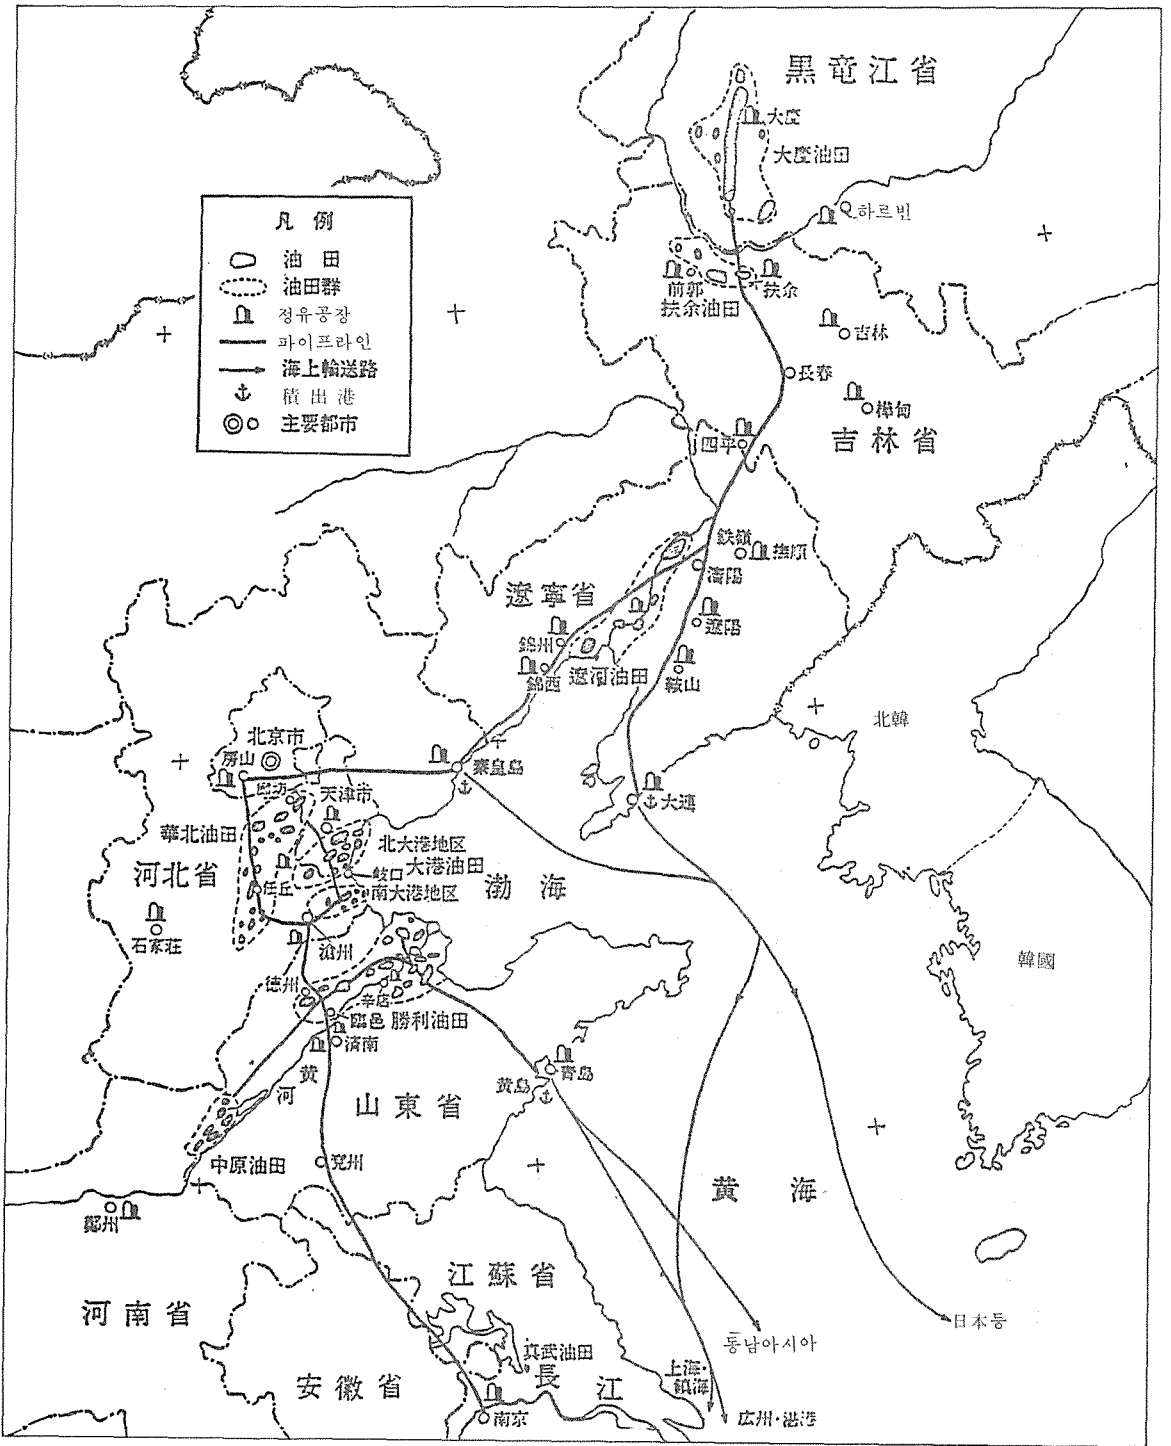 黒竜江省
大慶
大慶油田
하르빈
凡例
油田
油田群
정유공장
파이프라인
海上輸送路
積出港
主要都市
前郭
扶余
扶余油田
吉林
長春
樺甸
四平
吉林省
鉄嶺
撫順
瀋陽
遼寧省
遼陽
錦州
錦西
遼河油田
鞍山
北韓
北京市
房山
秦皇島
廊坊
天津市
大連
華北油田
北大港地区
岐口
大港油田
河北省
任丘
南大港地区
渤海
石家荘
滄州
韓國
徳州
辛店
臨邑
勝利油田
済南
黄河
青島
黄島
山東省
中原油田
兗州
黄海
鄭州
江蘇省
河南省
日本등
동남아시아
真武油田
安徽省
長江
上海・
鎮海
南京
広州・港港